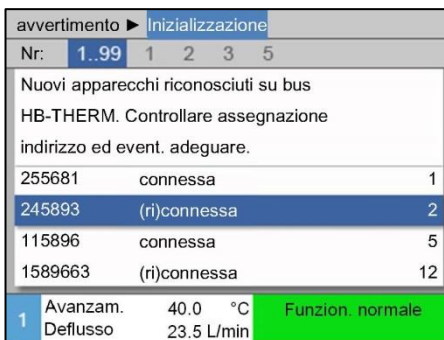 avvertimento ► Inizializzazione
Nr: 1..99 1 2 3 5
Nuovi apparecchi riconosciuti su bus
HB-THERM. Controllare assegnazione
indirizzo ed event. adeguare.
255681 connessa 1
245893 (ri)connessa 2
115896 connessa 5
1589663 (ri)connessa 12
1 Avanzam. 40.0 °C Funzion. normale
Deflusso 23.5 L/min